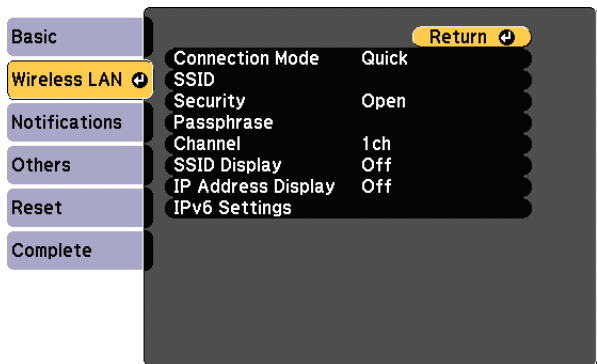 Basic
Wireless LAN
Notifications
Others
Reset
Complete
Return
Connection Mode Quick
SSID
Security Open
Passphrase
Channel 1ch
SSID Display Off
IP Address Display Off
IPv6 Settings